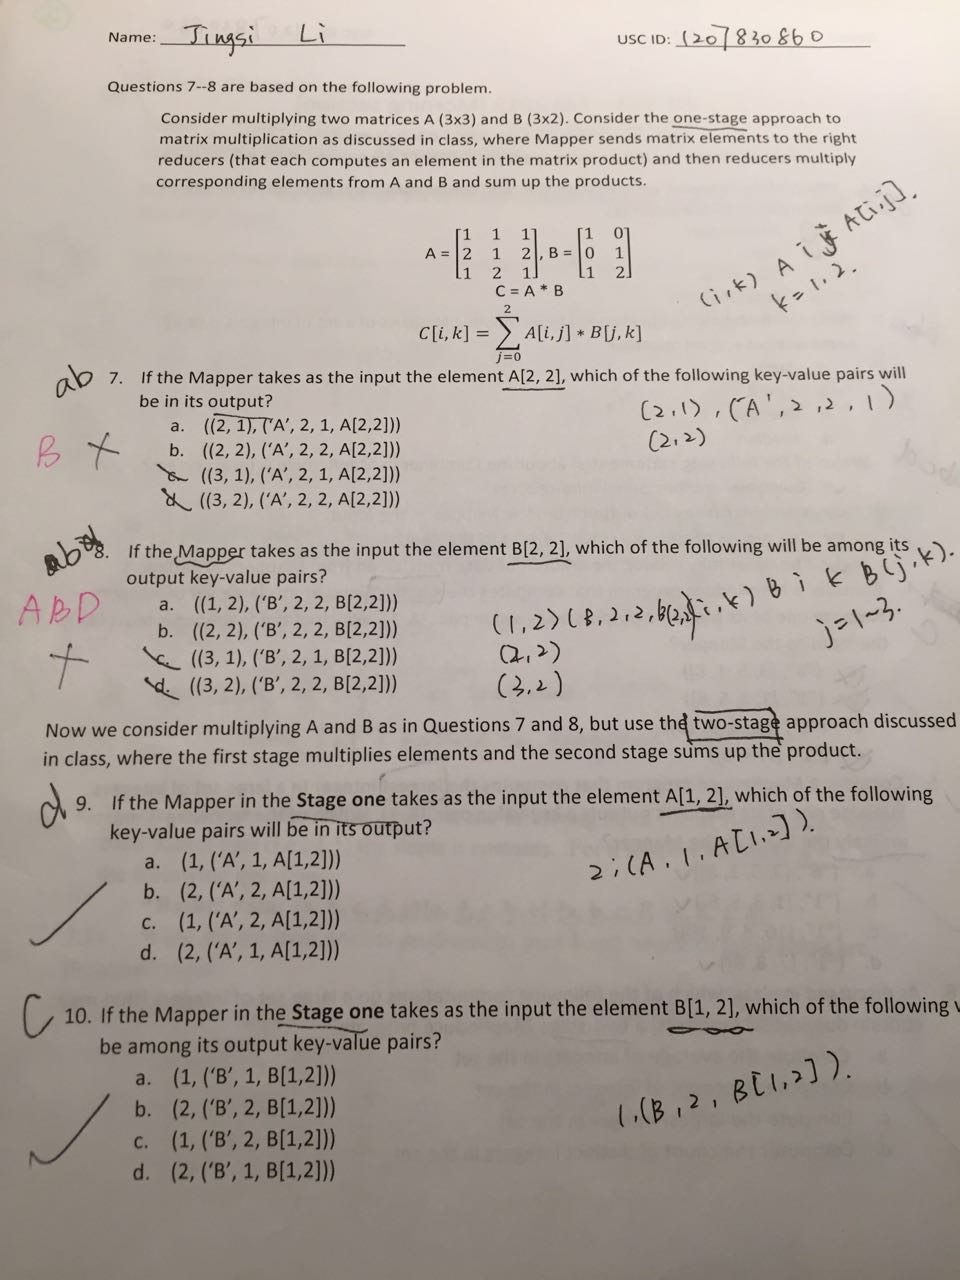 Name: Jingsi Li USC ID: 1207830860
Questions 7--8 are based on the following problem.
Consider multiplying two matrices A (3x3) and B (3x2). Consider the one-stage approach to
matrix multiplication as discussed in class, where Mapper sends matrix elements to the right
reducers (that each computes an element in the matrix product) and then reducers multiply
corresponding elements from A and B and sum up the products.
A = [1 1 1; 2 1 2; 1 2 1], B = [1 0; 0 1; 1 2]
C = A * B
C[i, k] = ∑ j=0 2 A[i, j] * B[j, k]
(i,k) A i j A[i,j].
k=1,2.
ab 7. If the Mapper takes as the input the element A[2, 2], which of the following key-value pairs will
be in its output?
a. ((2, 1), ('A', 2, 1, A[2,2]))
b. ((2, 2), ('A', 2, 2, A[2,2]))
c. ((3, 1), ('A', 2, 1, A[2,2]))
d. ((3, 2), ('A', 2, 2, A[2,2]))
(2,1), ('A', 2, 2, 1)
(2,2)
B
ab 8. If the Mapper takes as the input the element B[2, 2], which of the following will be among its
output key-value pairs?
a. ((1, 2), ('B', 2, 2, B[2,2]))
b. ((2, 2), ('B', 2, 2, B[2,2]))
c. ((3, 1), ('B', 2, 1, B[2,2]))
d. ((3, 2), ('B', 2, 2, B[2,2]))
ABD
(1,2)(B,2,2,b(2,2)
(2,2)
(3,2)
i,k) B i k B(j,k).
j=1~3.
Now we consider multiplying A and B as in Questions 7 and 8, but use the two-stage approach discussed
in class, where the first stage multiplies elements and the second stage sums up the product.
d 9. If the Mapper in the Stage one takes as the input the element A[1, 2], which of the following
key-value pairs will be in its output?
a. (1, ('A', 1, A[1,2]))
b. (2, ('A', 2, A[1,2]))
c. (1, ('A', 2, A[1,2]))
d. (2, ('A', 1, A[1,2]))
2,(A, 1, A[1,2]).
C 10. If the Mapper in the Stage one takes as the input the element B[1, 2], which of the following
be among its output key-value pairs?
a. (1, ('B', 1, B[1,2]))
b. (2, ('B', 2, B[1,2]))
c. (1, ('B', 2, B[1,2]))
d. (2, ('B', 1, B[1,2]))
1,(B,2, B[1,2]).